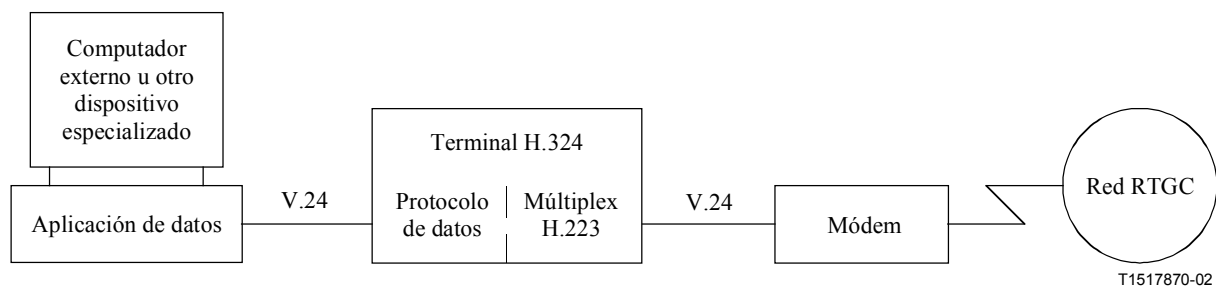 Computador
externo u otro
dispositivo
especializado
Aplicación de datos
V.24
Terminal H.324
Protocolo
de datos
Múltiplex
H.223
V.24
Módem
Red RTGC
T1517870-02